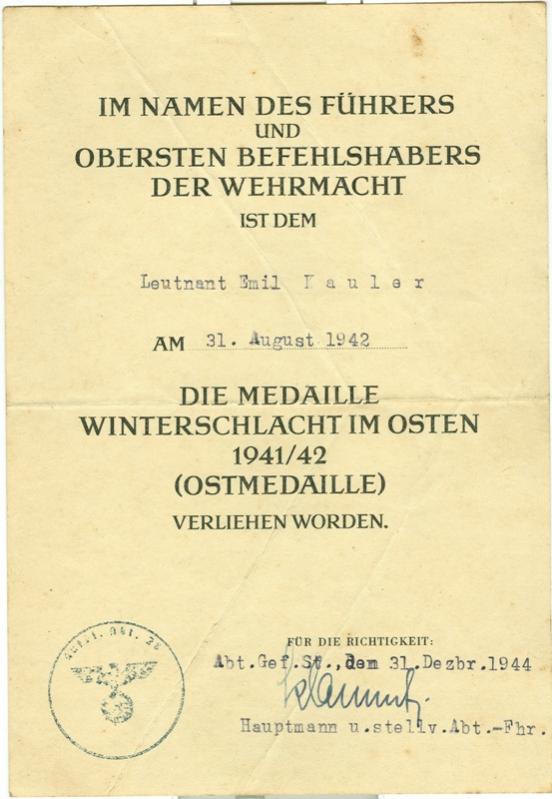 IM NAMEN DES FÜHRERS
UND
OBERSTEN BEFEHLSHABERS
DER WEHRMACHT
IST DEM
Leutnant Emil Kauler
AM 31. August 1942
DIE MEDAILLE
WINTERSCHLACHT IM OSTEN
1941/42
(OSTMEDAILLE)
VERLIEHEN WORDEN.
FÜR DIE RICHTIGKEIT:
Abt.Gef.St., den 31.Dezbr.1944
Hauptmann u.stellv.Abt.-Fhr.